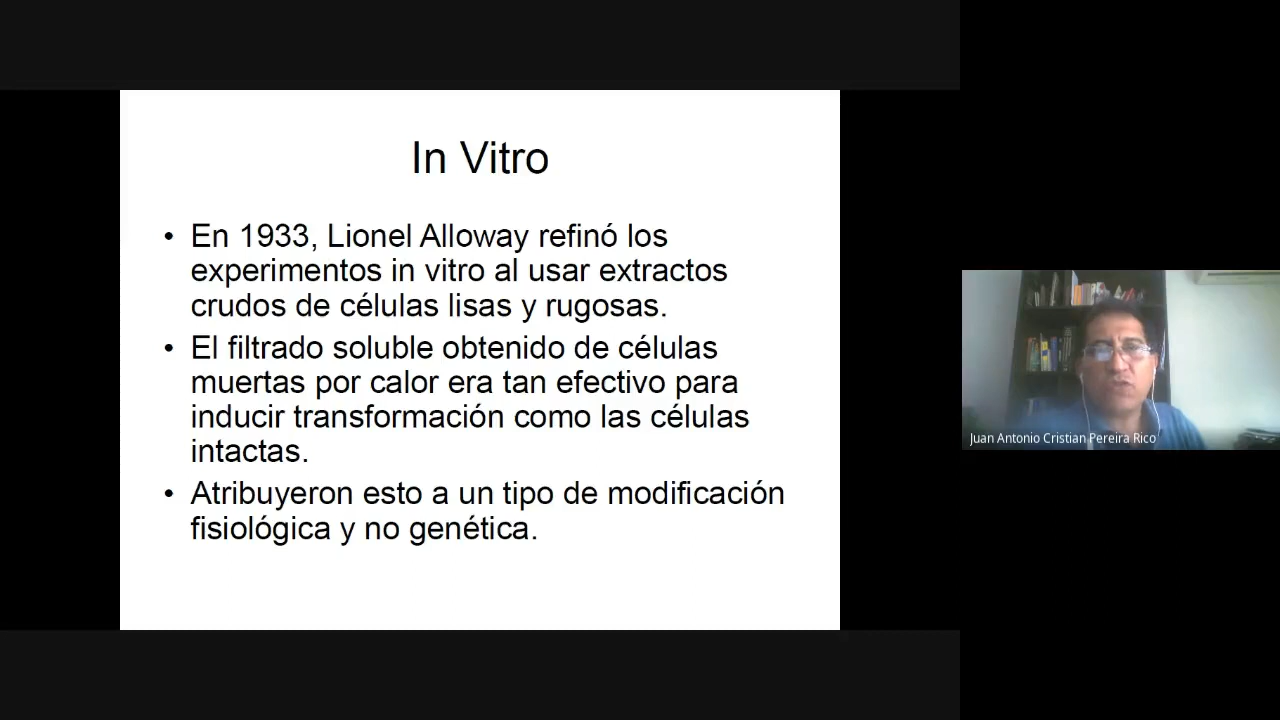 In Vitro
• En 1933, Lionel Alloway refinó los
experimentos in vitro al usar extractos
crudos de células lisas y rugosas.
• El filtrado soluble obtenido de células
muertas por calor era tan efectivo para
inducir transformación como las células
intactas.
• Atribuyeron esto a un tipo de modificación
fisiológica y no genética.
Juan Antonio Cristian Pereira Rico